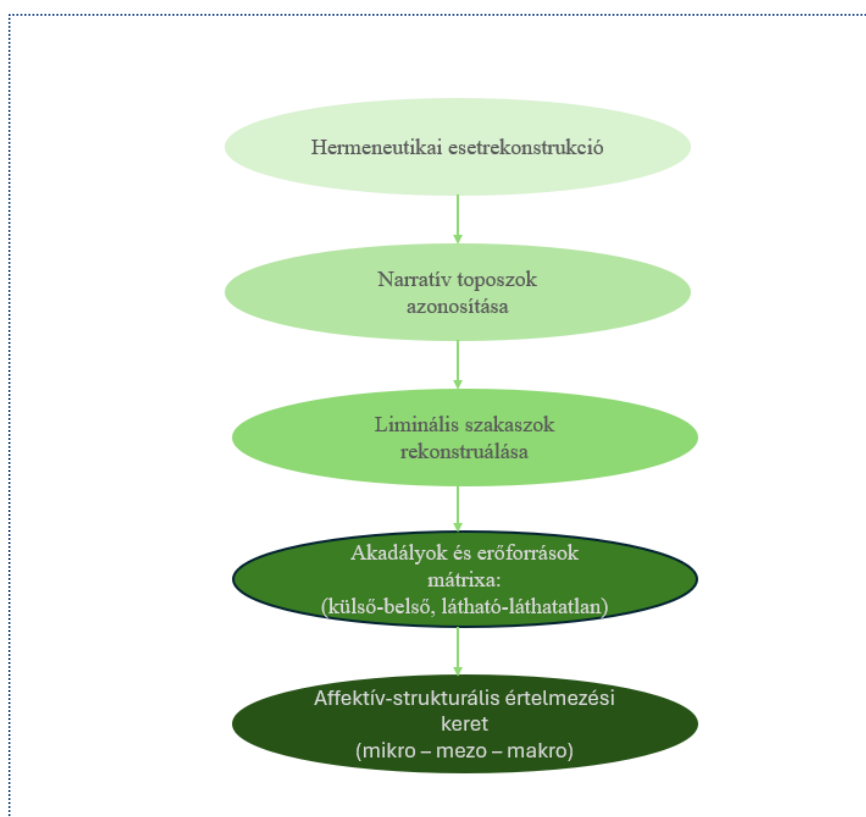 Hermeneutikai esetrekonstrukció
Narratív toposzok
azonosítása
Liminális szakaszok
rekonstruálása
Akadályok és erőforrások
mátrixa:
(külső-belső, látható-láthatatlan)
Affektív-strukturális értelmezési
keret
(mikro – mezo – makro)